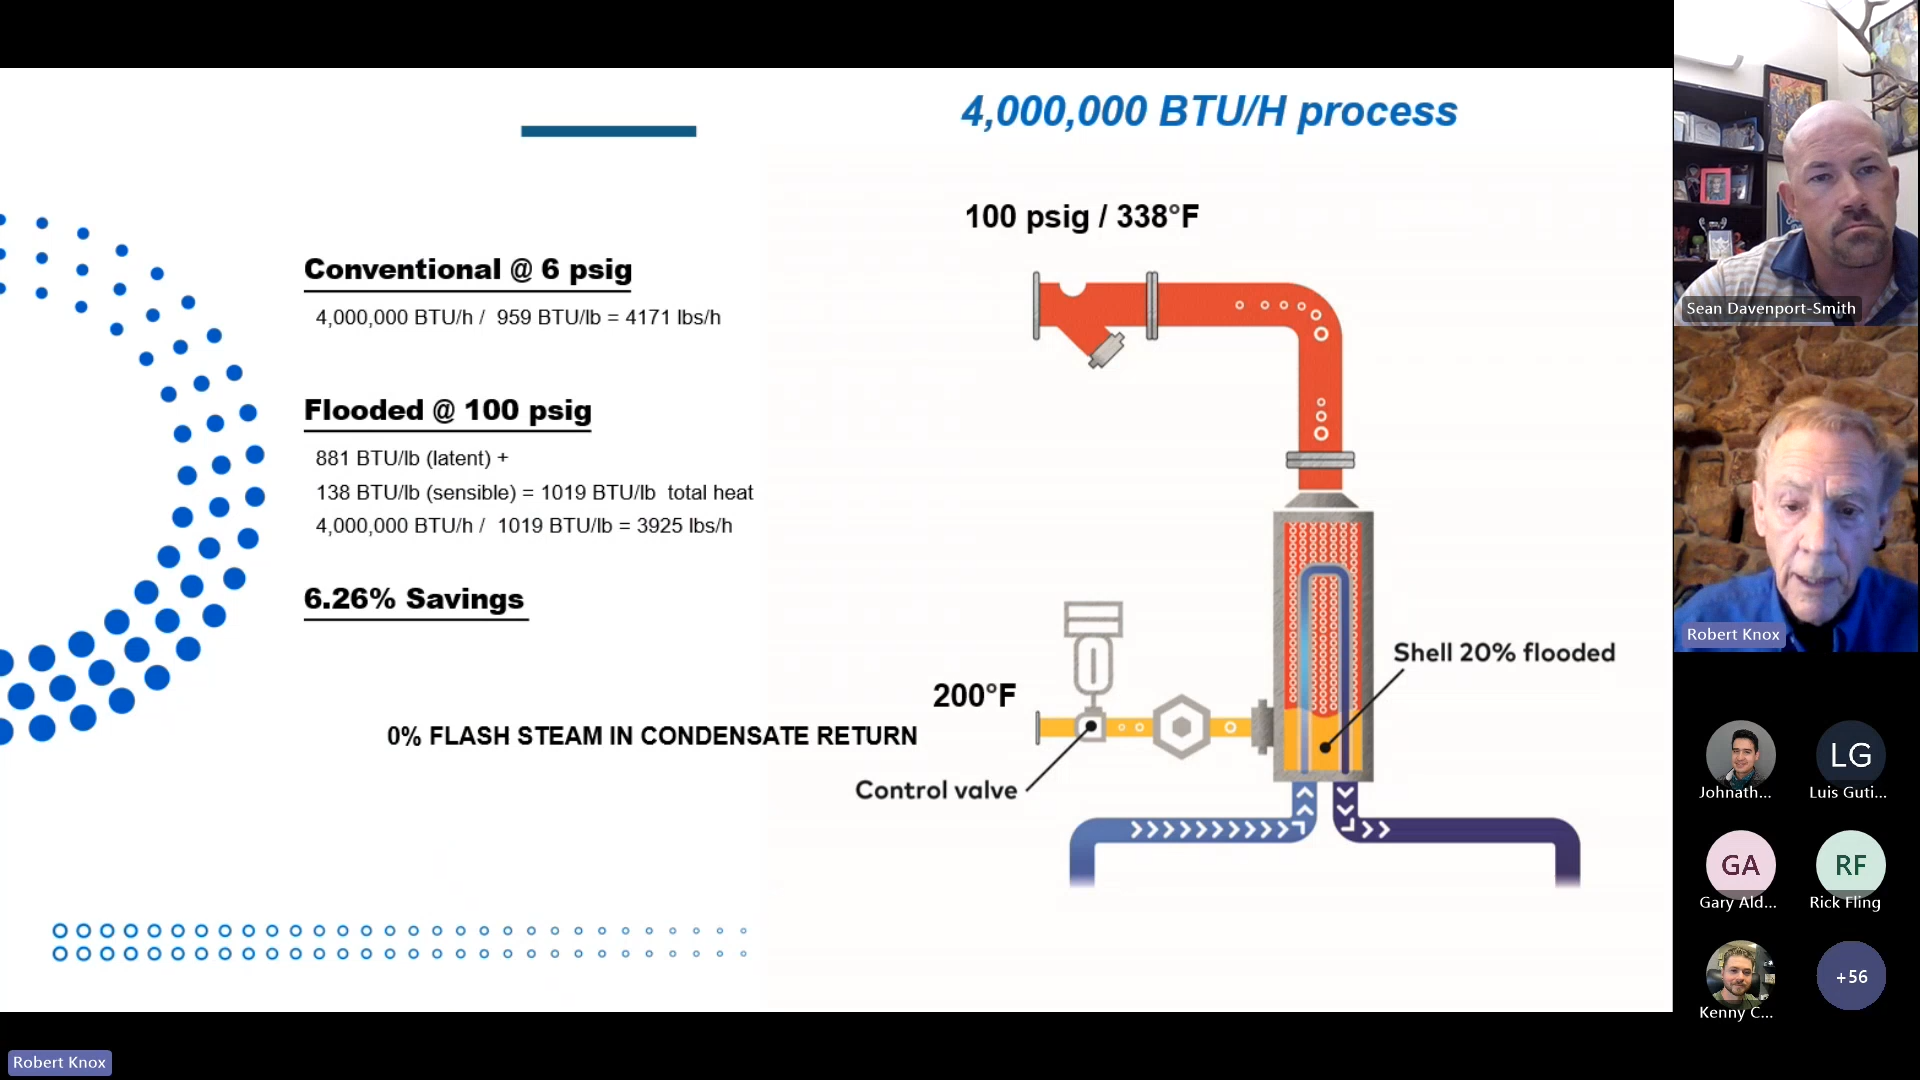 4,000,000 BTU/H process
100 psig / 338°F
Conventional @ 6 psig
4,000,000 BTU/h / 959 BTU/lb = 4171 lbs/h
Flooded @ 100 psig
881 BTU/lb (latent) +
138 BTU/lb (sensible) = 1019 BTU/lb total heat
4,000,000 BTU/h / 1019 BTU/lb = 3925 lbs/h
6.26% Savings
Shell 20% flooded
200°F
0% FLASH STEAM IN CONDENSATE RETURN
Control valve
Sean Davenport-Smith
Robert Knox
Johnath...
LG
Luis Guti...
GA
Gary Ald...
RF
Rick Fling
Kenny C...
+56
Robert Knox